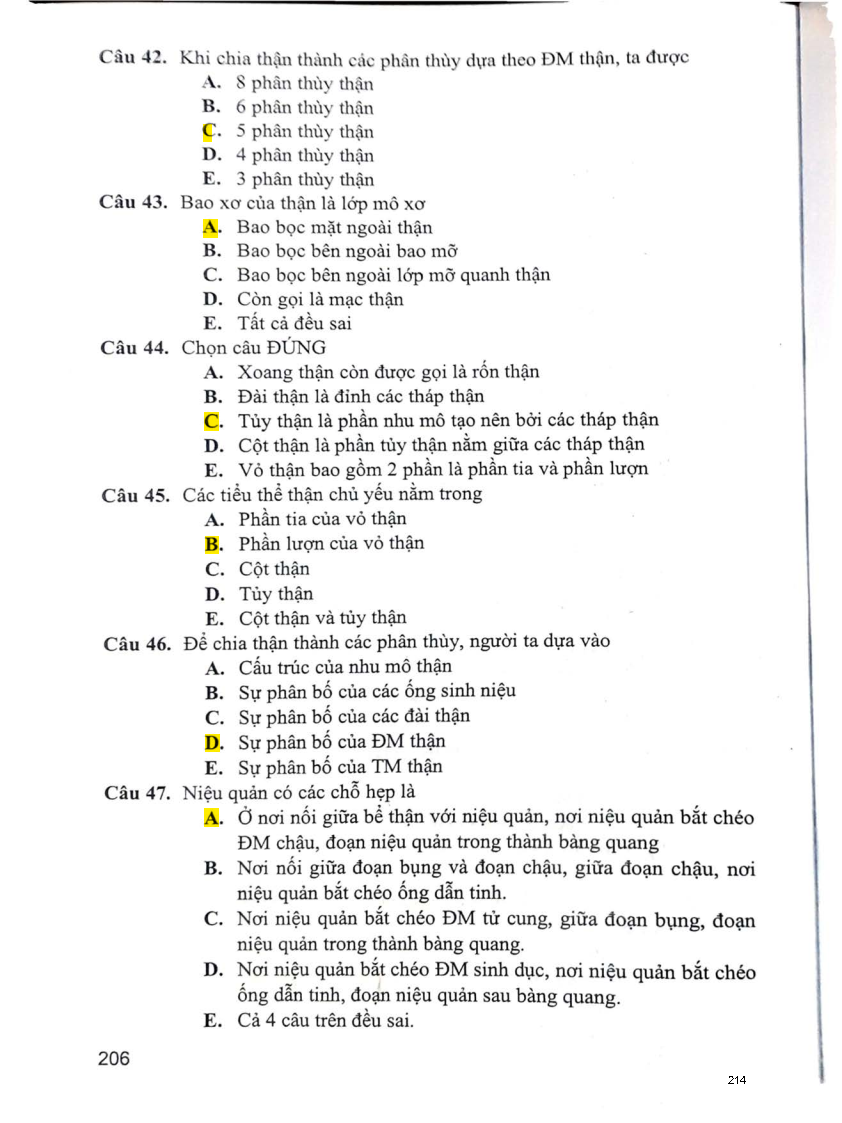 Câu 42. Khi chia thận thành các phân thùy dựa theo ĐM thận, ta được
A. 8 phân thùy thận
B. 6 phân thùy thận
C. 5 phân thùy thận
D. 4 phân thùy thận
E. 3 phân thùy thận
Câu 43. Bao xơ của thận là lớp mô xơ
A. Bao bọc mặt ngoài thận
B. Bao bọc bên ngoài bao mỡ
C. Bao bọc bên ngoài lớp mỡ quanh thận
D. Còn gọi là mạc thận
E. Tất cả đều sai
Câu 44. Chọn câu ĐÚNG
A. Xoang thận còn được gọi là rốn thận
B. Đài thận là đỉnh các tháp thận
C. Tủy thận là phần nhu mô tạo nên bởi các tháp thận
D. Cột thận là phần tủy thận nằm giữa các tháp thận
E. Vỏ thận bao gồm 2 phần là phần tia và phần lượn
Câu 45. Các tiểu thể thận chủ yếu nằm trong
A. Phần tia của vỏ thận
B. Phần lượn của vỏ thận
C. Cột thận
D. Tủy thận
E. Cột thận và tủy thận
Câu 46. Để chia thận thành các phân thùy, người ta dựa vào
A. Cấu trúc của nhu mô thận
B. Sự phân bố của các ống sinh niệu
C. Sự phân bố của các đài thận
D. Sự phân bố của ĐM thận
E. Sự phân bố của TM thận
Câu 47. Niệu quản có các chỗ hẹp là
A. Ở nơi nối giữa bể thận với niệu quản, nơi niệu quản bắt chéo
ĐM chậu, đoạn niệu quản trong thành bàng quang
B. Nơi nối giữa đoạn bụng và đoạn chậu, giữa đoạn chậu, nơi
niệu quản bắt chéo ống dẫn tinh.
C. Nơi niệu quản bắt chéo ĐM tử cung, giữa đoạn bụng, đoạn
niệu quản trong thành bàng quang.
D. Nơi niệu quản bắt chéo ĐM sinh dục, nơi niệu quản bắt chéo
ống dẫn tinh, đoạn niệu quản sau bàng quang.
E. Cả 4 câu trên đều sai.
206
214